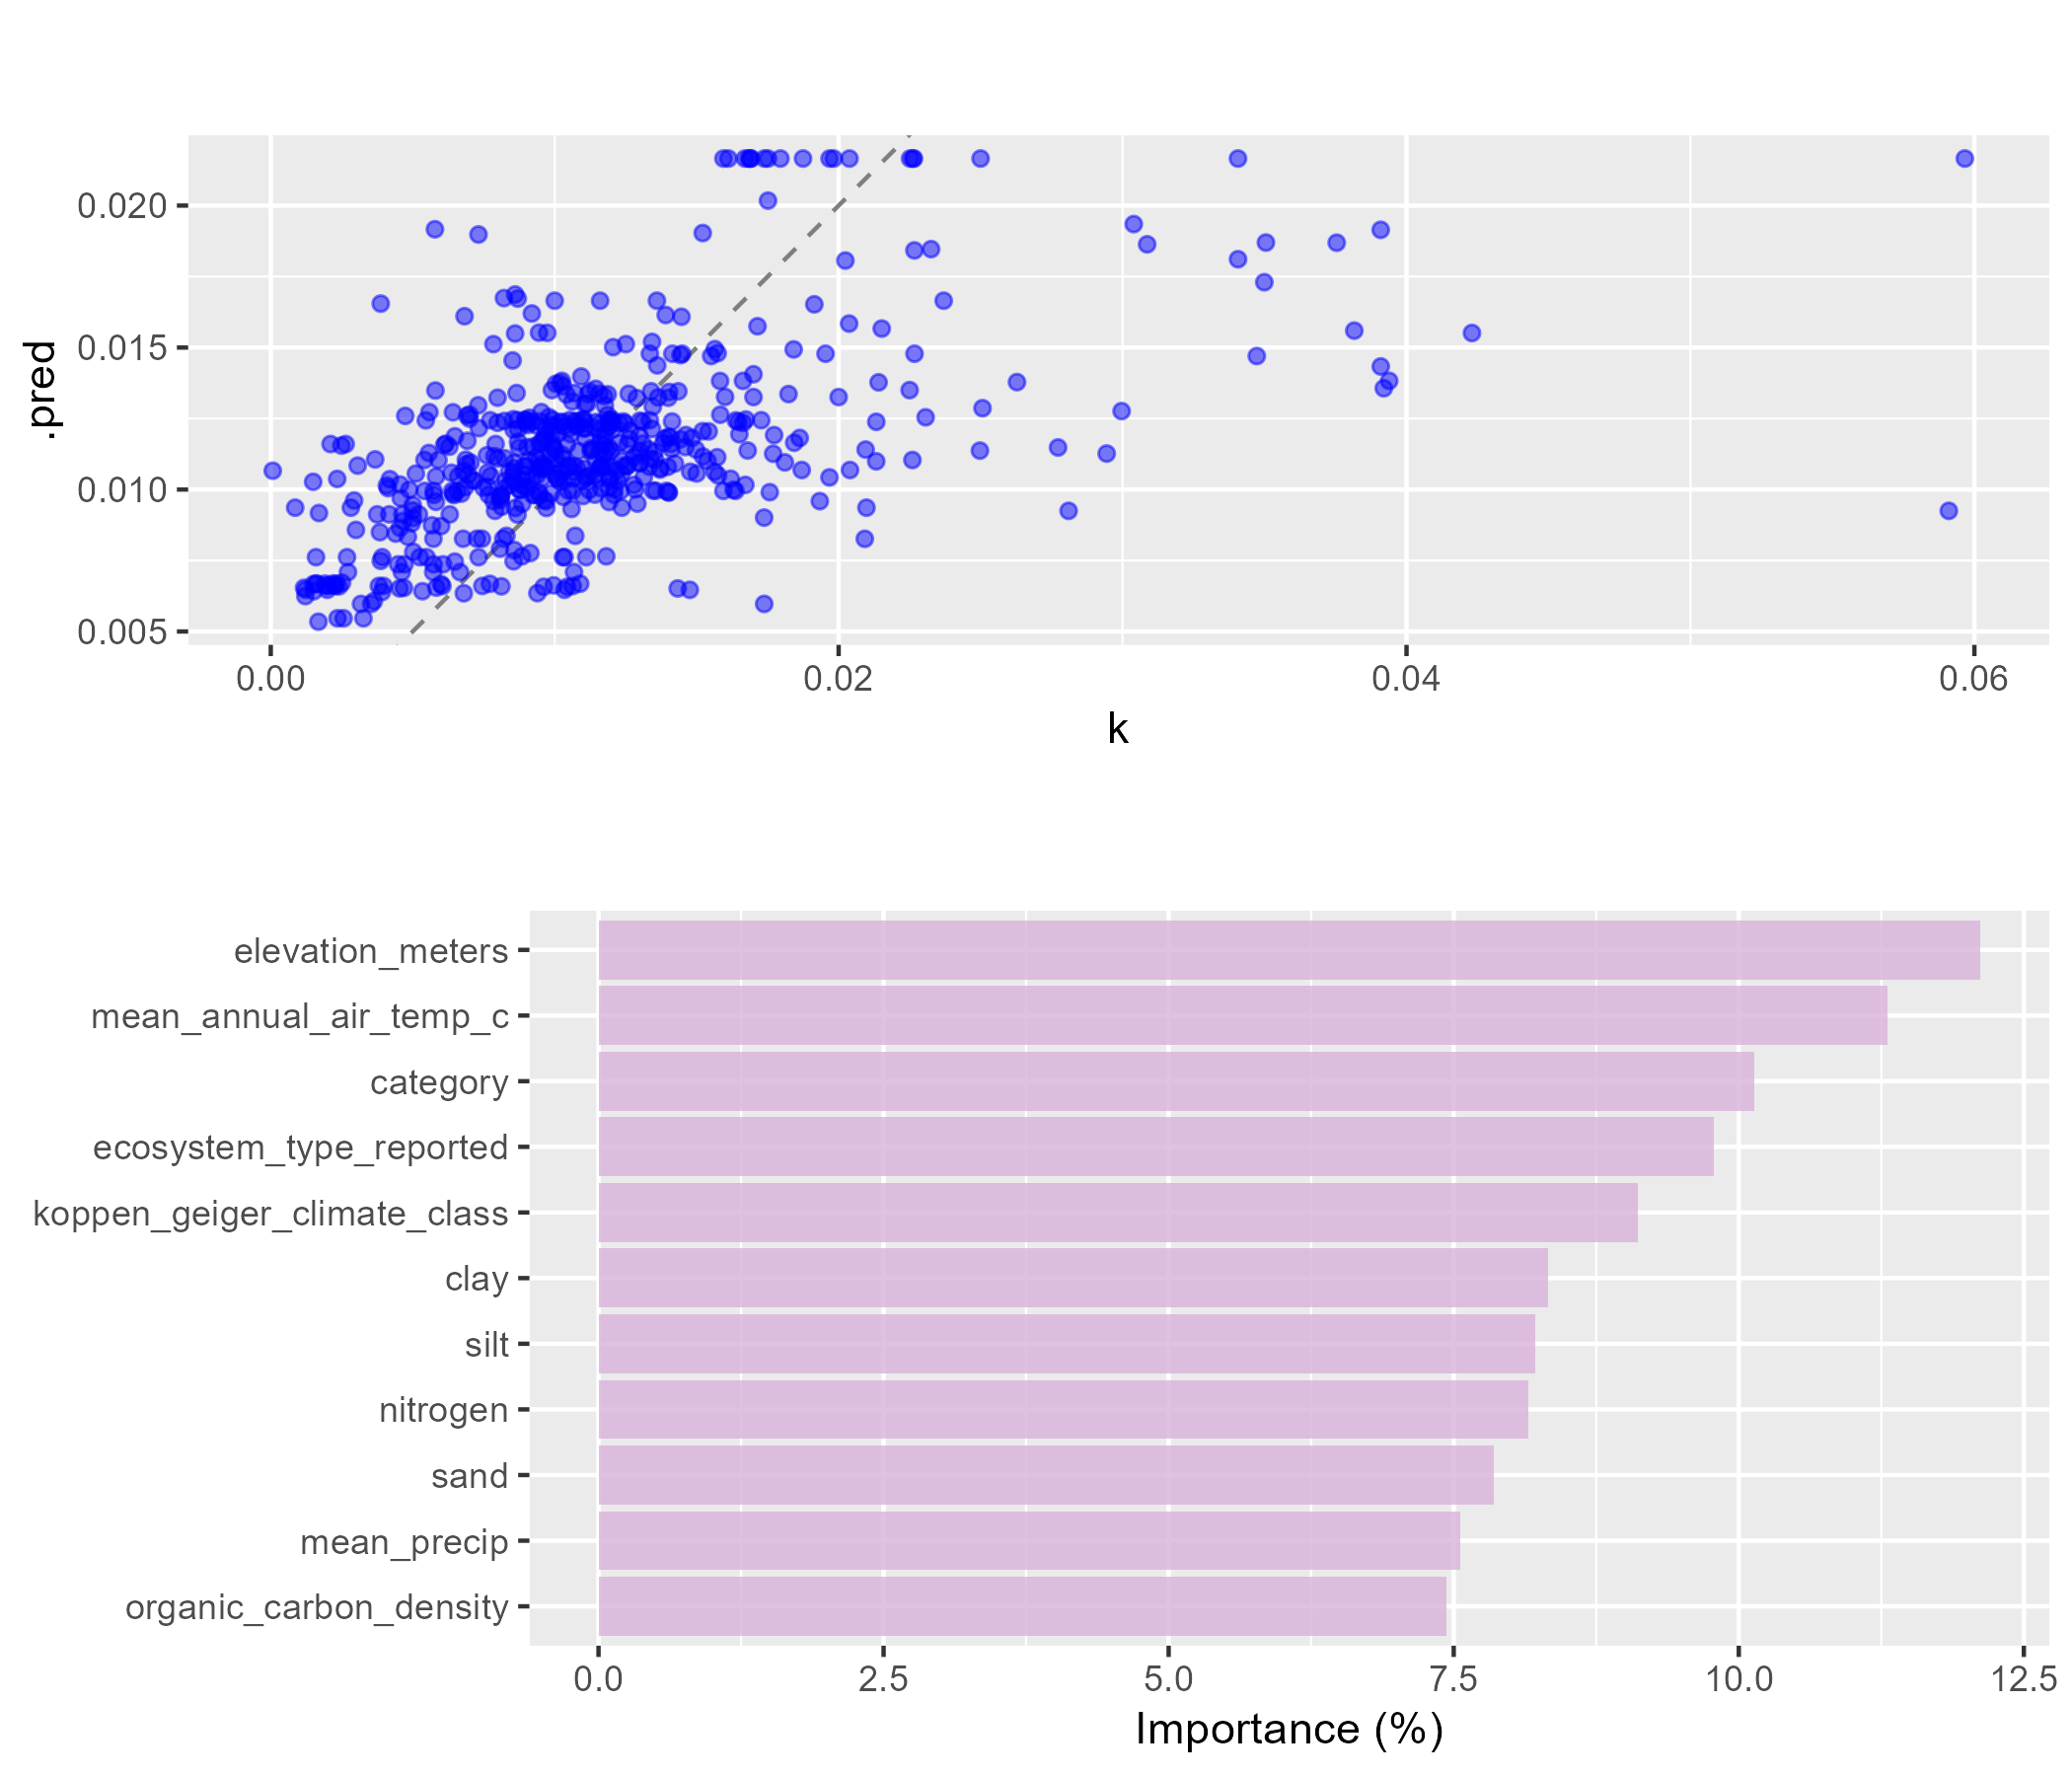 0.020
0.015
0.010
0.005
.pred
0.00 0.02 0.04 0.06
k
elevation_meters
mean_annual_air_temp_c
category
ecosystem_type_reported
koppen_geiger_climate_class
clay
silt
nitrogen
sand
mean_precip
organic_carbon_density
0.0 2.5 5.0 7.5 10.0 12.5
Importance (%)